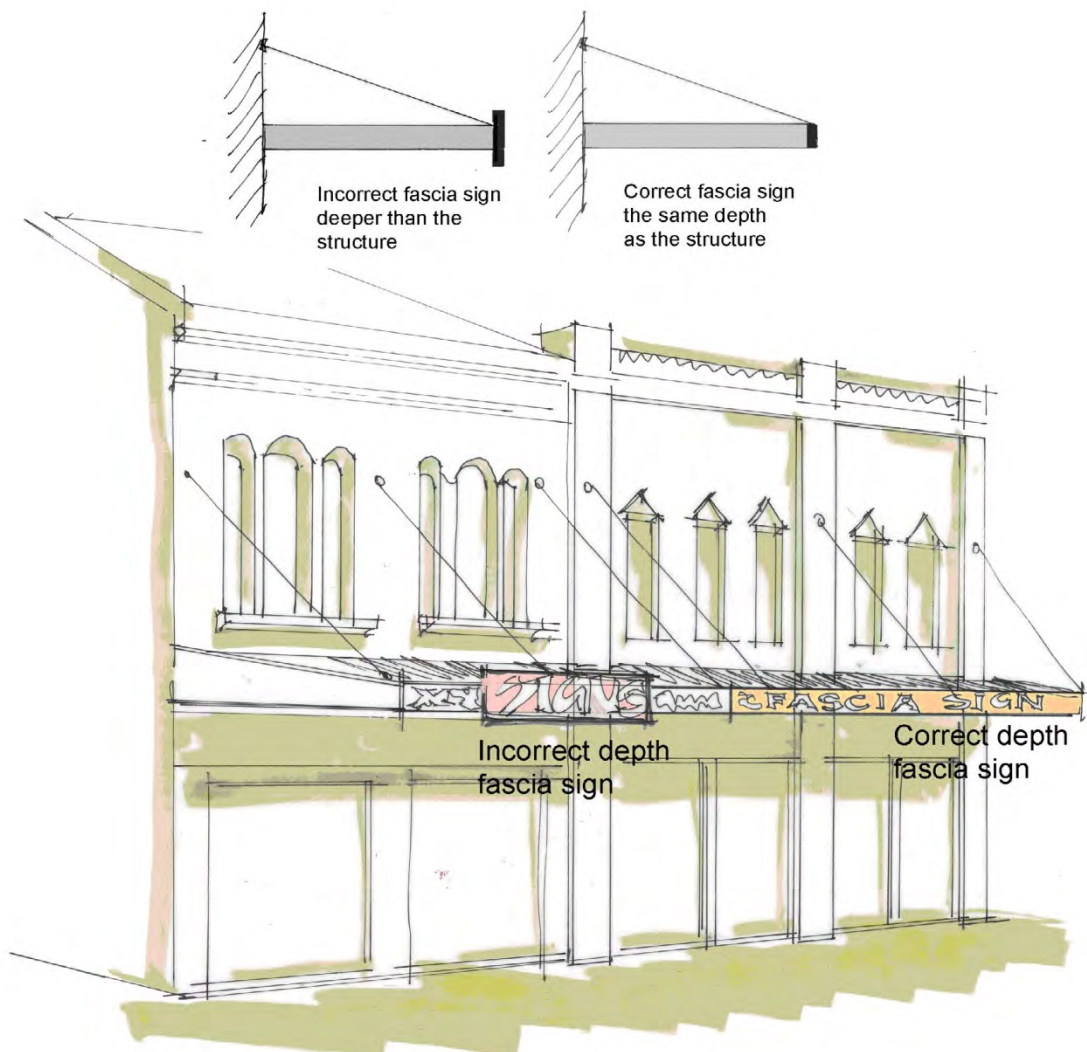 Incorrect fascia sign
deeper than the
structure
Correct fascia sign
the same depth
as the structure
SIGNS
FASCIA SIGN
Incorrect depth
fascia sign
Correct depth
fascia sign